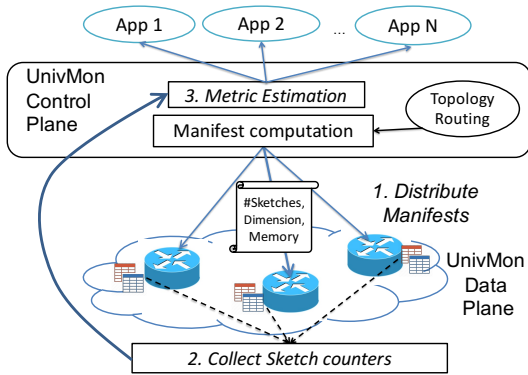 App 1
App 2
...
App N
UnivMon
Control
Plane
3. Metric Estimation
Manifest computation
Topology
Routing
#Sketches,
Dimension,
Memory
1. Distribute
Manifests
UnivMon
Data
Plane
2. Collect Sketch counters